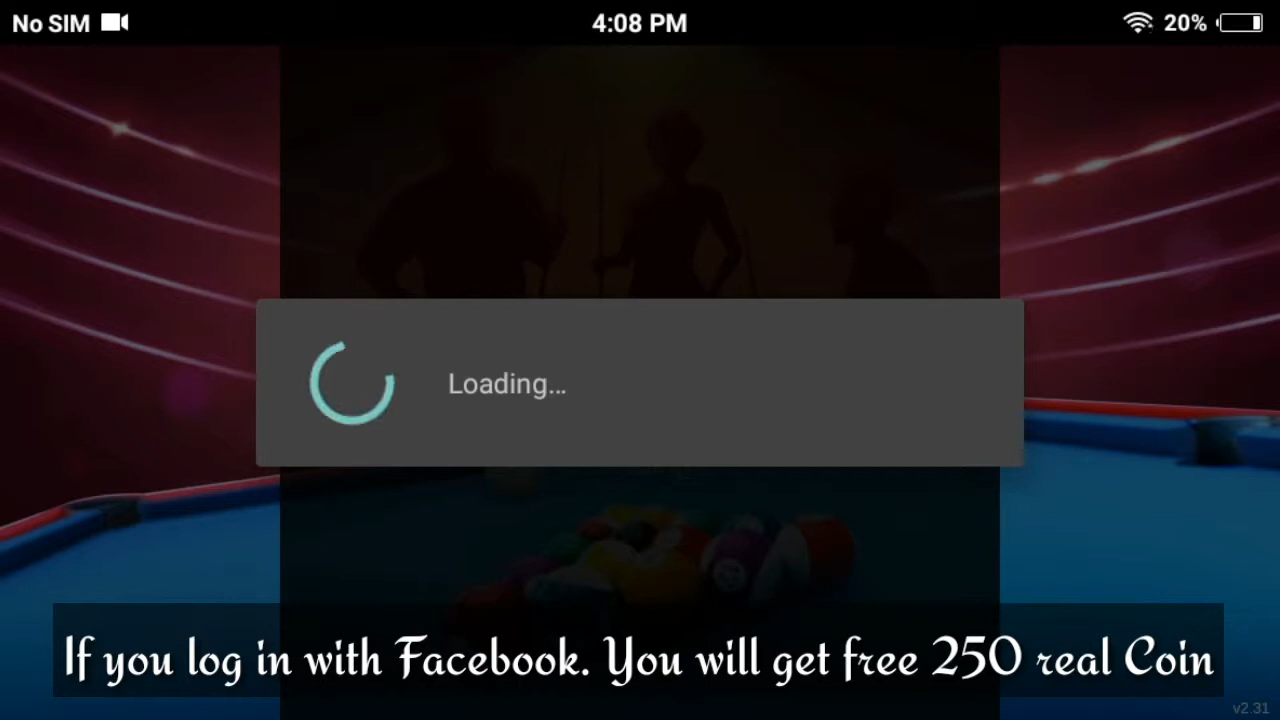 No SIM 4:08 PM 20%
Loading...
If you log in with Facebook. You will get free 250 real Coin
v2.31